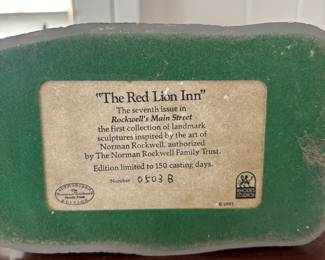 "The Red Lion Inn"
The seventh issue in
Rockwell's Main Street
the first collection of landmark
sculptures inspired by the art of
Norman Rockwell, authorized
by The Norman Rockwell Family Trust.
Edition limited to 150 casting days.
Number 0503 B
RHODES
STUDIO